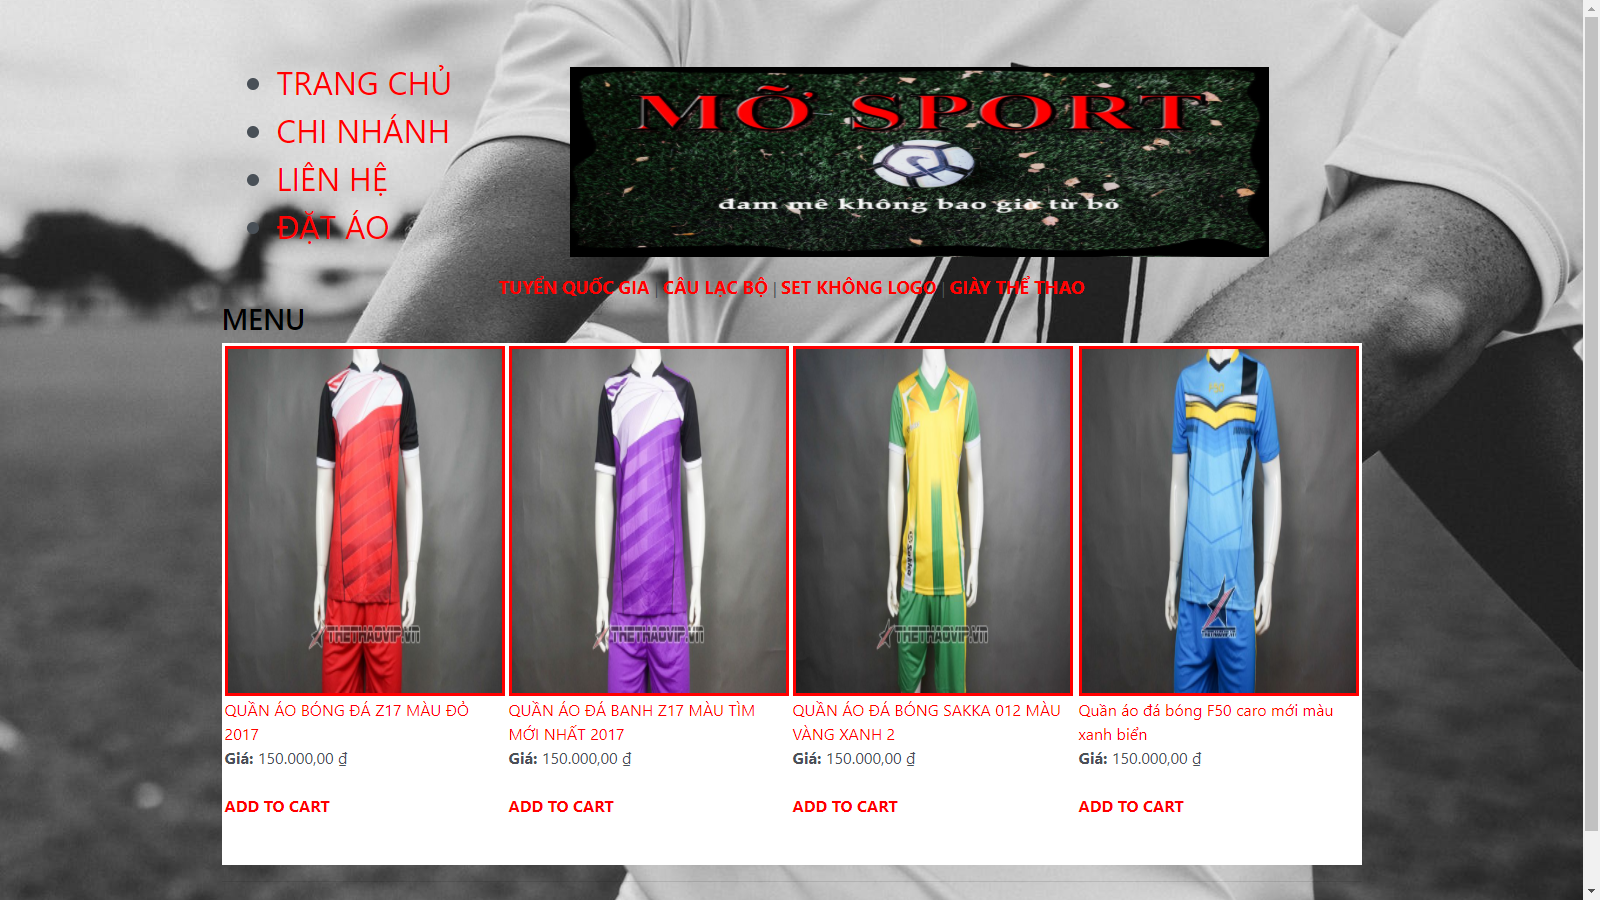 TRANG CHỦ
CHI NHÁNH
LIÊN HỆ
ĐẶT ÁO
MỠ SPORT
đam mê không bao giờ từ bỏ
TUYỂN QUỐC GIA | CÂU LẠC BỘ | SET KHÔNG LOGO | GIÀY THỂ THAO
MENU
THETHAOVIP.VN
THETHAOVIP.VN
Sakka
THETHAOVIP.VN
THETHAOVIP.VN
QUẦN ÁO BÓNG ĐÁ Z17 MÀU ĐỎ 
2017
Giá: 150.000,00 ₫
ADD TO CART
QUẦN ÁO ĐÁ BANH Z17 MÀU TÌM
MỚI NHẤT 2017
Giá: 150.000,00 ₫
ADD TO CART
QUẦN ÁO ĐÁ BÓNG SAKKA 012 MÀU
VÀNG XANH 2
Giá: 150.000,00 ₫
ADD TO CART
Quần áo đá bóng F50 caro mới màu
xanh biển
Giá: 150.000,00 ₫
ADD TO CART